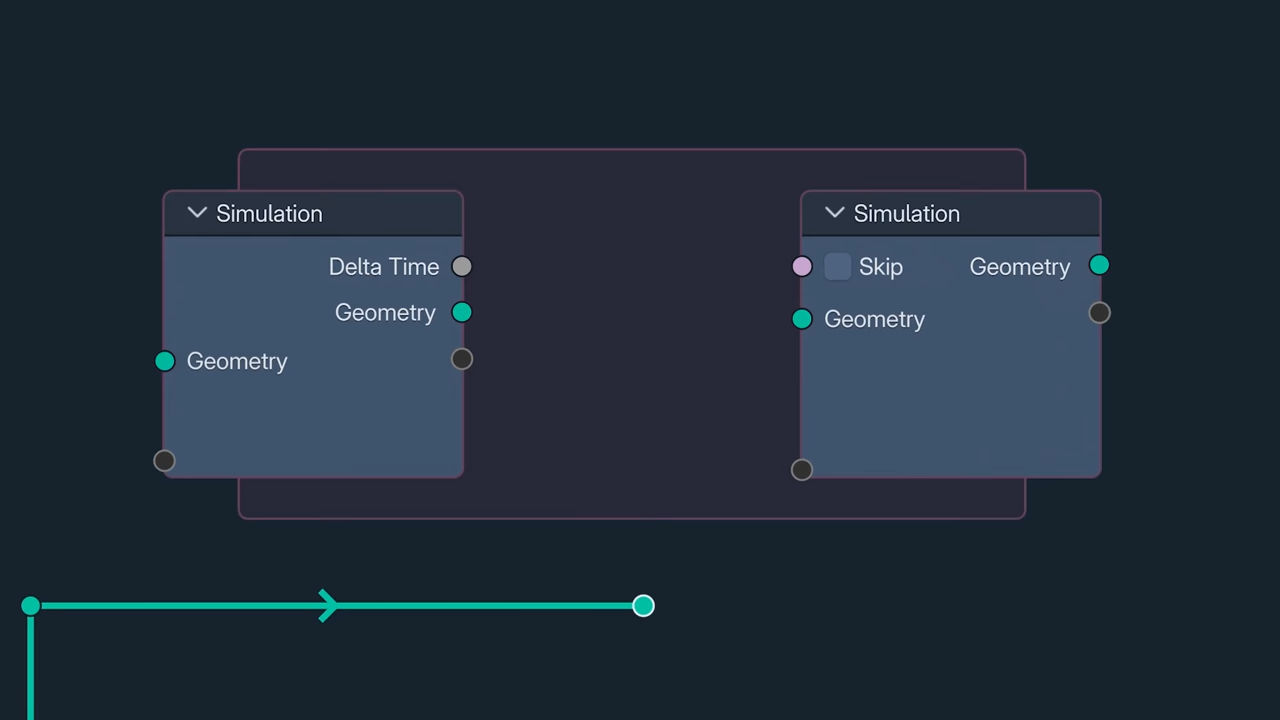 Simulation
Delta Time
Geometry
Geometry
Simulation
Skip Geometry
Geometry